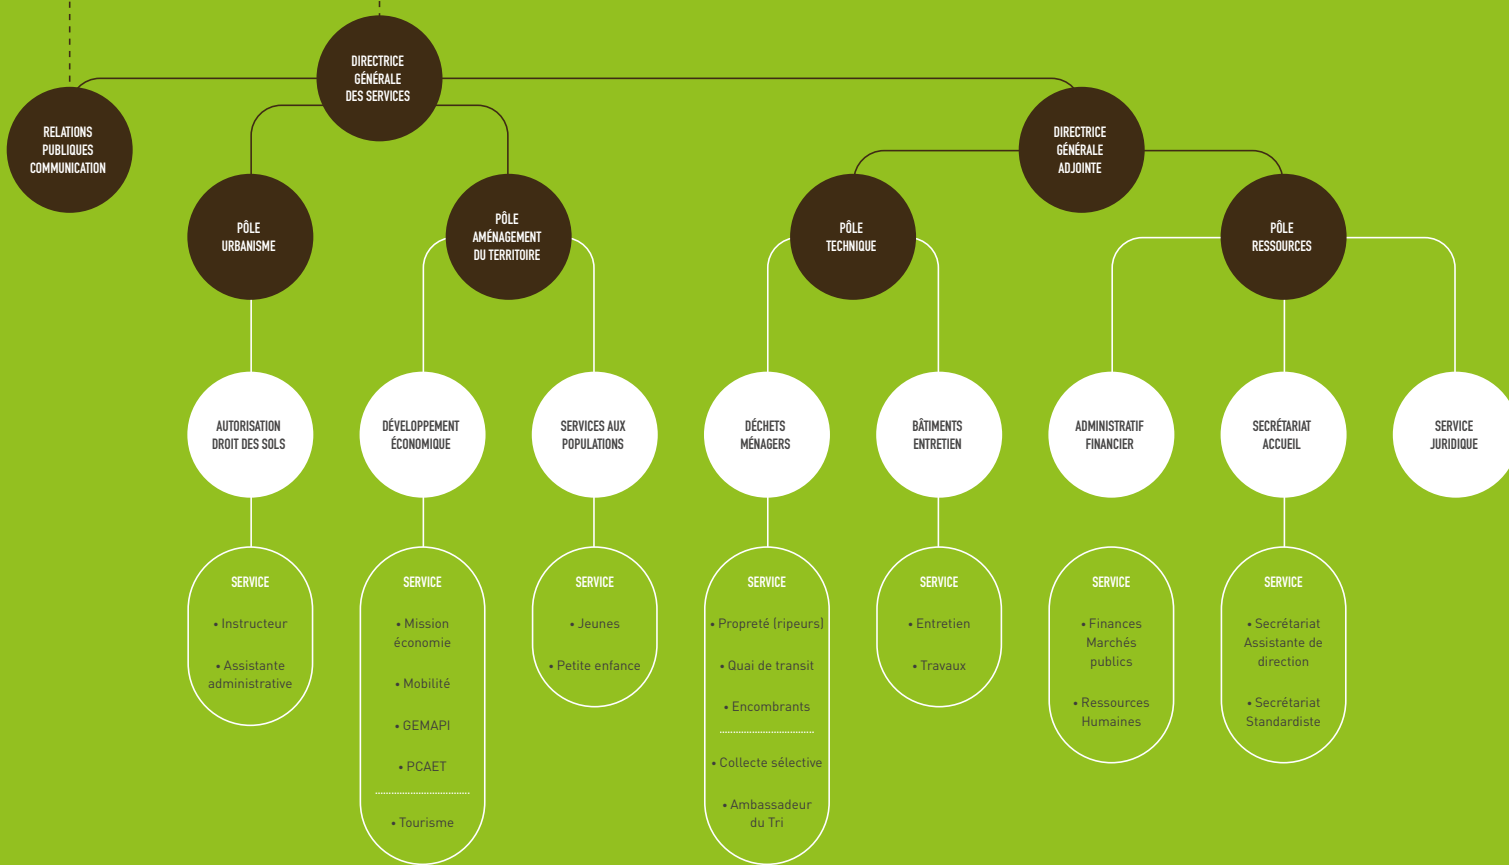 DIRECTRICE
GÉNÉRALE
DES SERVICES
RELATIONS
PUBLIQUES
COMMUNICATION
DIRECTRICE
GÉNÉRALE
ADJOINTE
PÔLE
URBANISME
PÔLE
AMÉNAGEMENT
DU TERRITOIRE
PÔLE
TECHNIQUE
PÔLE
RESSOURCES
AUTORISATION
DROIT DES SOLS
DÉVELOPPEMENT
ÉCONOMIQUE
SERVICES AUX
POPULATIONS
DÉCHETS
MÉNAGERS
BÂTIMENTS
ENTRETIEN
ADMINISTRATIF
FINANCIER
SECRÉTARIAT
ACCUEIL
SERVICE
JURIDIQUE
SERVICE
• Instructeur
• Assistante
administrative
SERVICE
• Mission
économie
• Mobilité
• GEMAPI
• PCAET
• Tourisme
SERVICE
• Jeunes
• Petite enfance
SERVICE
• Propreté (ripeurs)
• Quai de transit
• Encombrants
• Collecte sélective
• Ambassadeur
du Tri
SERVICE
• Entretien
• Travaux
SERVICE
• Finances
Marchés
publics
• Ressources
Humaines
SERVICE
• Secrétariat
Assistante de
direction
• Secrétariat
Standardiste